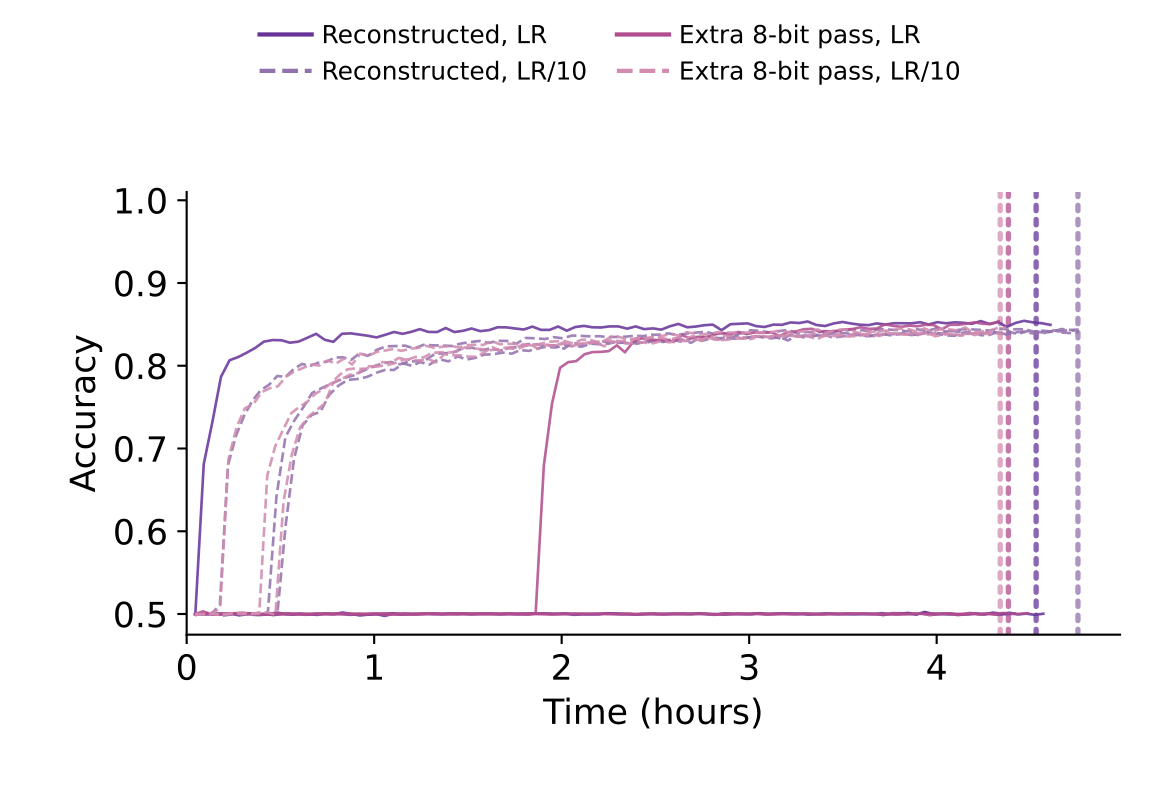 Reconstructed, LR
Extra 8-bit pass, LR
Reconstructed, LR/10
Extra 8-bit pass, LR/10
1.0
0.9
0.8
0.7
0.6
0.5
Accuracy
0 1 2 3 4
Time (hours)